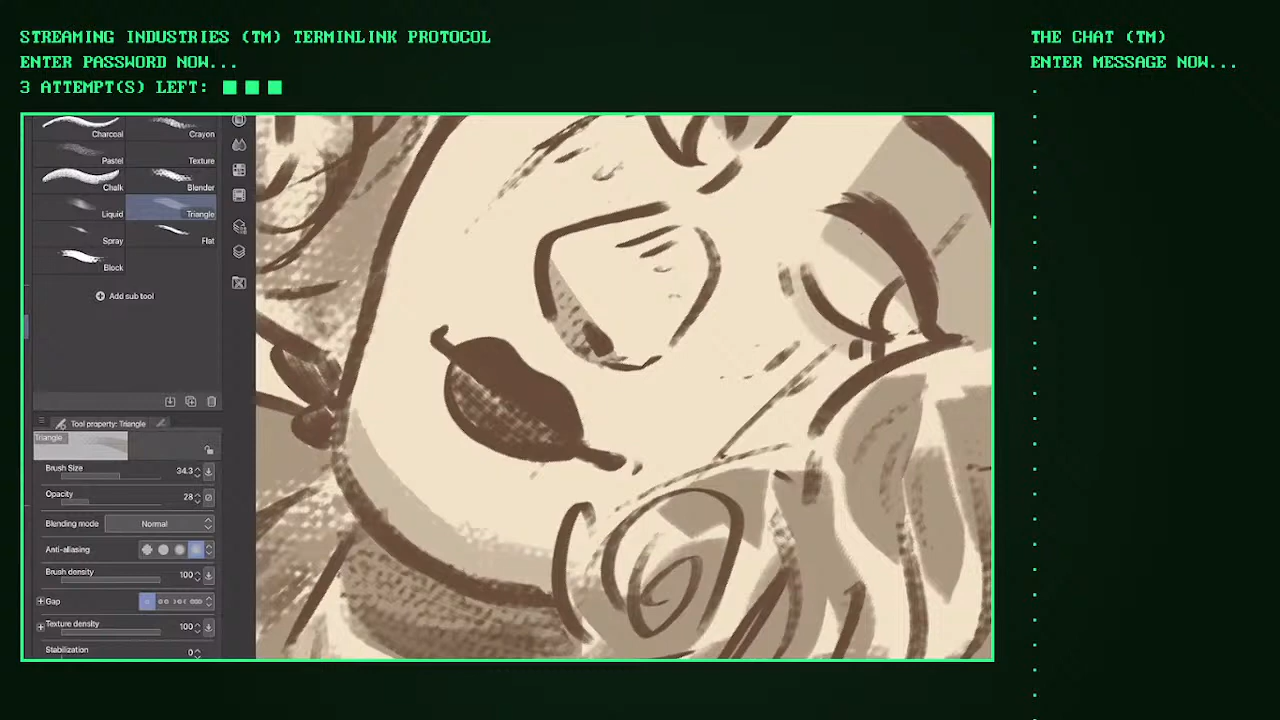 STREAMING INDUSTRIES (TM) TERMINLINK PROTOCOL
ENTER PASSWORD NOW...
3 ATTEMPT(S) LEFT:
THE CHAT (TM)
ENTER MESSAGE NOW...
Charcoal Crayon
Pastel Texture
Chalk Blender
Liquid Triangle
Spray Flat
Block
Add sub tool
Tool property: Triangle
Triangle
Brush Size 34.3
Opacity 28
Blending mode Normal
Anti-aliasing
Brush density 100
Gap
Texture density 100
Stabilization 0